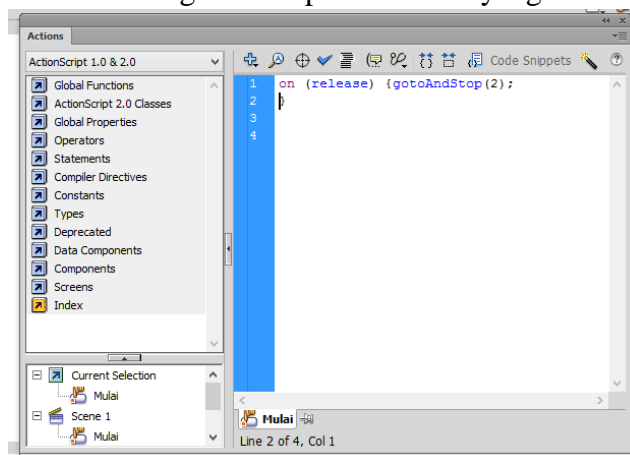 Actions
ActionScript 1.0 & 2.0
Global Functions
ActionScript 2.0 Classes
Global Properties
Operators
Statements
Compiler Directives
Constants
Types
Deprecated
Data Components
Components
Screens
Index
Current Selection
Mulai
Scene 1
Mulai
Code Snippets
1 on (release) {gotoAndStop(2);
2 }
3
4
Mulai
Line 2 of 4, Col 1